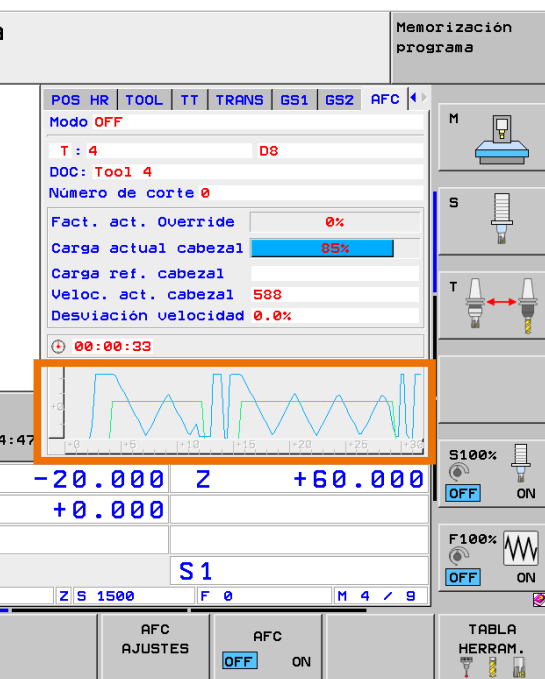 a
Memorización
programa
POS HR TOOL TT TRANS GS1 GS2 AFC
Modo OFF
T : 4 D8
DOC: Tool 4
Número de corte 0
Fact. act. Override 0%
Carga actual cabezal 85%
Carga ref. cabezal
Veloc. act. cabezal 588
Desviación velocidad 0.0%
00:00:33
+0
+0 +5 +10 +15 +20 +25 +30
4:47
-20.000 Z +60.000
+0.000
S1
Z S 1500 F 0 M 4 / 9
M
S
T
S100%
OFF ON
F100%
OFF ON
AFC
AJUSTES
AFC
OFF ON
TABLA
HERRAM.